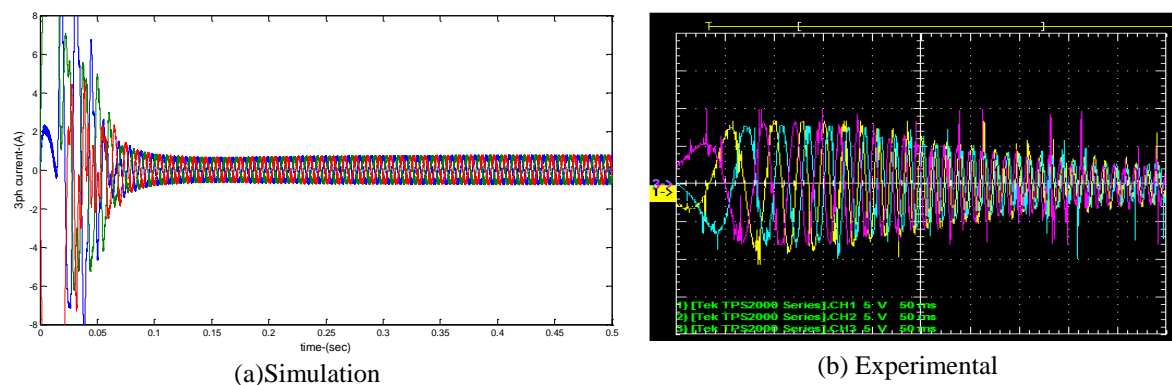 8
6
4
2
0
-2
-4
-6
-8
3ph current-(A)
0 0.05 0.1 0.15 0.2 0.25 0.3 0.35 0.4 0.45 0.5
time-(sec)
(a)Simulation
T
[ ]
1->
1) [Tek TPS2000 Series].CH1 5 V 50 ms
2) [Tek TPS2000 Series].CH2 5 V 50 ms
3) [Tek TPS2000 Series].CH3 5 V 50 ms
(b) Experimental